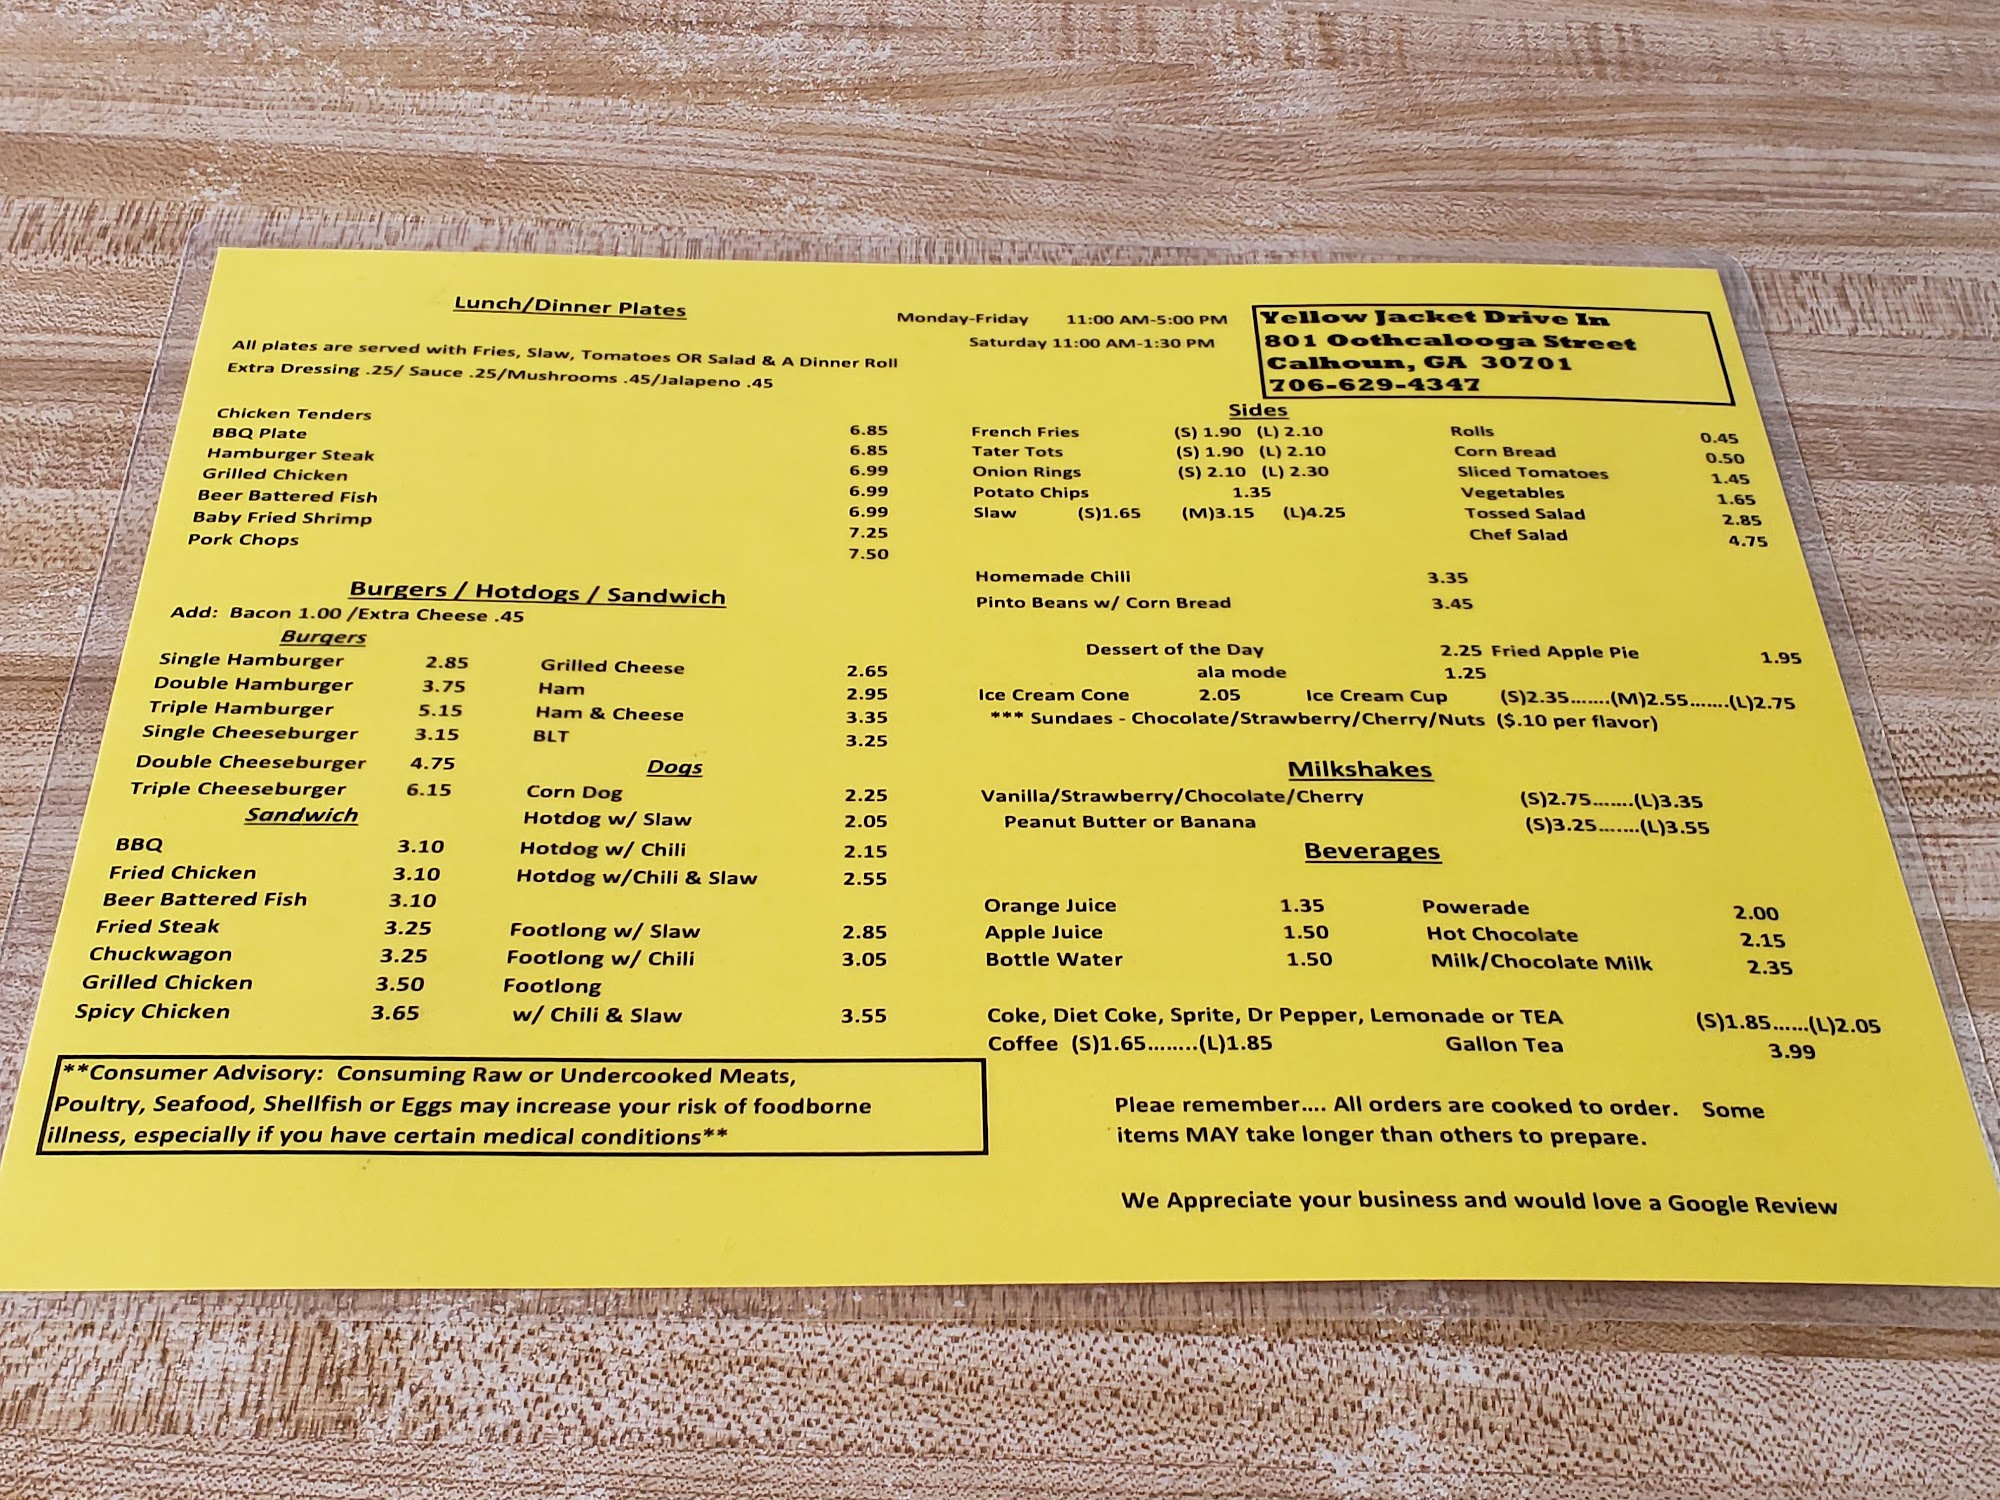 Lunch/Dinner Plates
All plates are served with Fries, Slaw, Tomatoes OR Salad & A Dinner Roll
Extra Dressing .25/ Sauce .25/Mushrooms .45/Jalapeno .45
Chicken Tenders 6.85
BBQ Plate 6.85
Hamburger Steak 6.99
Grilled Chicken 6.99
Beer Battered Fish 6.99
Baby Fried Shrimp 7.25
Pork Chops 7.50
Burgers / Hotdogs / Sandwich
Add: Bacon 1.00 /Extra Cheese .45
Burgers
Single Hamburger 2.85
Double Hamburger 3.75
Triple Hamburger 5.15
Single Cheeseburger 3.15
Double Cheeseburger 4.75
Triple Cheeseburger 6.15
Sandwich
BBQ 3.10
Fried Chicken 3.10
Beer Battered Fish 3.10
Fried Steak 3.25
Chuckwagon 3.25
Grilled Chicken 3.50
Spicy Chicken 3.65
Grilled Cheese 2.65
Ham 2.95
Ham & Cheese 3.35
BLT 3.25
Dogs
Corn Dog 2.25
Hotdog w/ Slaw 2.05
Hotdog w/ Chili 2.15
Hotdog w/Chili & Slaw 2.55
Footlong w/ Slaw 2.85
Footlong w/ Chili 3.05
Footlong
w/ Chili & Slaw 3.55
**Consumer Advisory: Consuming Raw or Undercooked Meats,
Poultry, Seafood, Shellfish or Eggs may increase your risk of foodborne
illness, especially if you have certain medical conditions**
Monday-Friday 11:00 AM-5:00 PM
Saturday 11:00 AM-1:30 PM
Yellow Jacket Drive In
801 Oothcalooga Street
Calhoun, GA 30701
706-629-4347
Sides
French Fries (S) 1.90 (L) 2.10
Tater Tots (S) 1.90 (L) 2.10
Onion Rings (S) 2.10 (L) 2.30
Potato Chips 1.35
Slaw (S)1.65 (M)3.15 (L)4.25
Rolls 0.45
Corn Bread 0.50
Sliced Tomatoes 1.45
Vegetables 1.65
Tossed Salad 2.85
Chef Salad 4.75
Homemade Chili 3.35
Pinto Beans w/ Corn Bread 3.45
Dessert of the Day 2.25 Fried Apple Pie 1.95
ala mode 1.25
Ice Cream Cone 2.05 Ice Cream Cup (S)2.35.......(M)2.55.......(L)2.75
*** Sundaes - Chocolate/Strawberry/Cherry/Nuts ($.10 per flavor)
Milkshakes
Vanilla/Strawberry/Chocolate/Cherry (S)2.75.......(L)3.35
Peanut Butter or Banana (S)3.25.......(L)3.55
Beverages
Orange Juice 1.35 Powerade 2.00
Apple Juice 1.50 Hot Chocolate 2.15
Bottle Water 1.50 Milk/Chocolate Milk 2.35
Coke, Diet Coke, Sprite, Dr Pepper, Lemonade or TEA (S)1.85......(L)2.05
Coffee (S)1.65........(L)1.85 Gallon Tea 3.99
Pleae remember.... All orders are cooked to order. Some
items MAY take longer than others to prepare.
We Appreciate your business and would love a Google Review